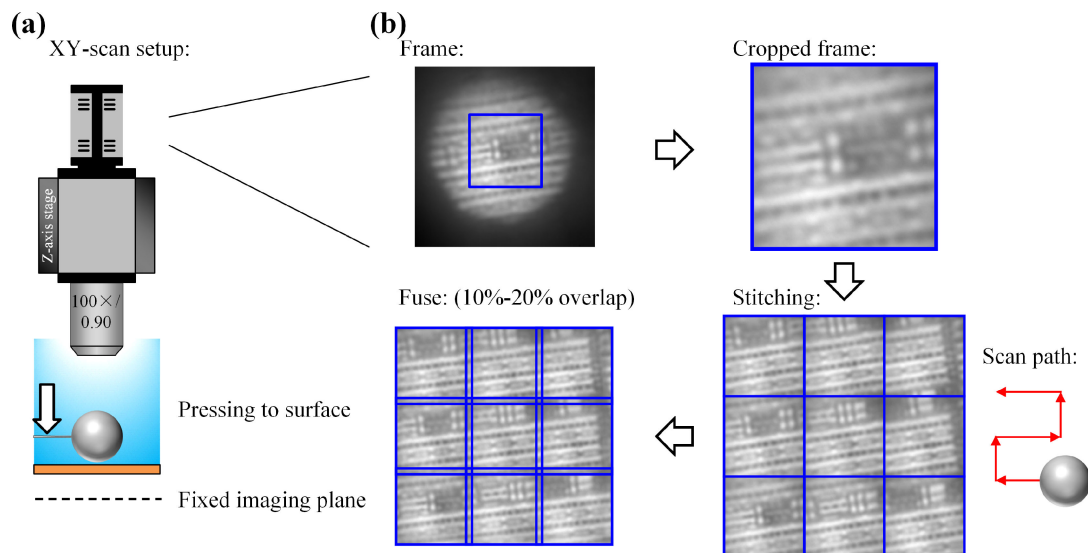 (a)
XY-scan setup:
Z-axis stage
100×/
0.90
Pressing to surface
Fixed imaging plane
(b)
Frame:
Cropped frame:
Fuse: (10%-20% overlap)
Stitching:
Scan path: